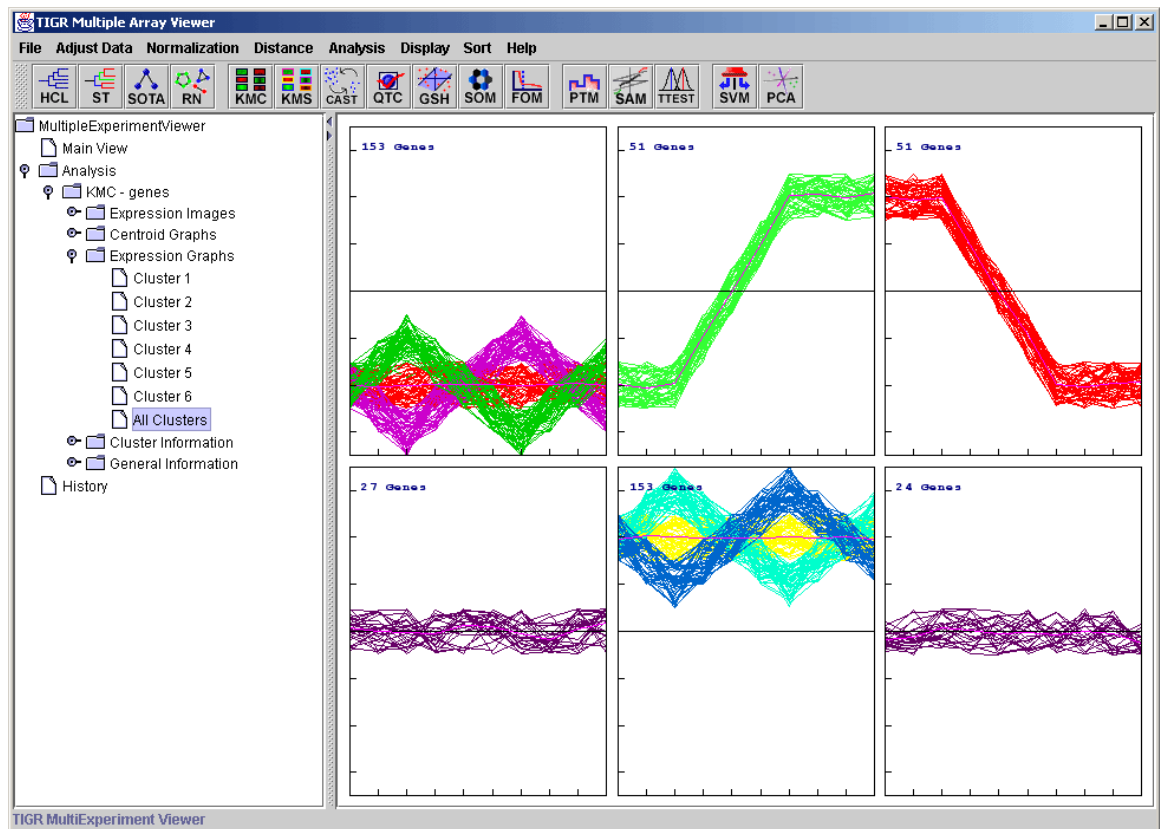 TIGR Multiple Array Viewer
File Adjust Data Normalization Distance Analysis Display Sort Help
HCL ST SOTA RN KMC KMS CAST QTC GSH SOM FOM PTM SAM TTEST SVM PCA
MultipleExperimentViewer
Main View
Analysis
KMC - genes
Expression Images
Centroid Graphs
Expression Graphs
Cluster 1
Cluster 2
Cluster 3
Cluster 4
Cluster 5
Cluster 6
All Clusters
Cluster Information
General Information
History
153 Genes
51 Genes
51 Genes
27 Genes
153 Genes
24 Genes
TIGR MultiExperiment Viewer